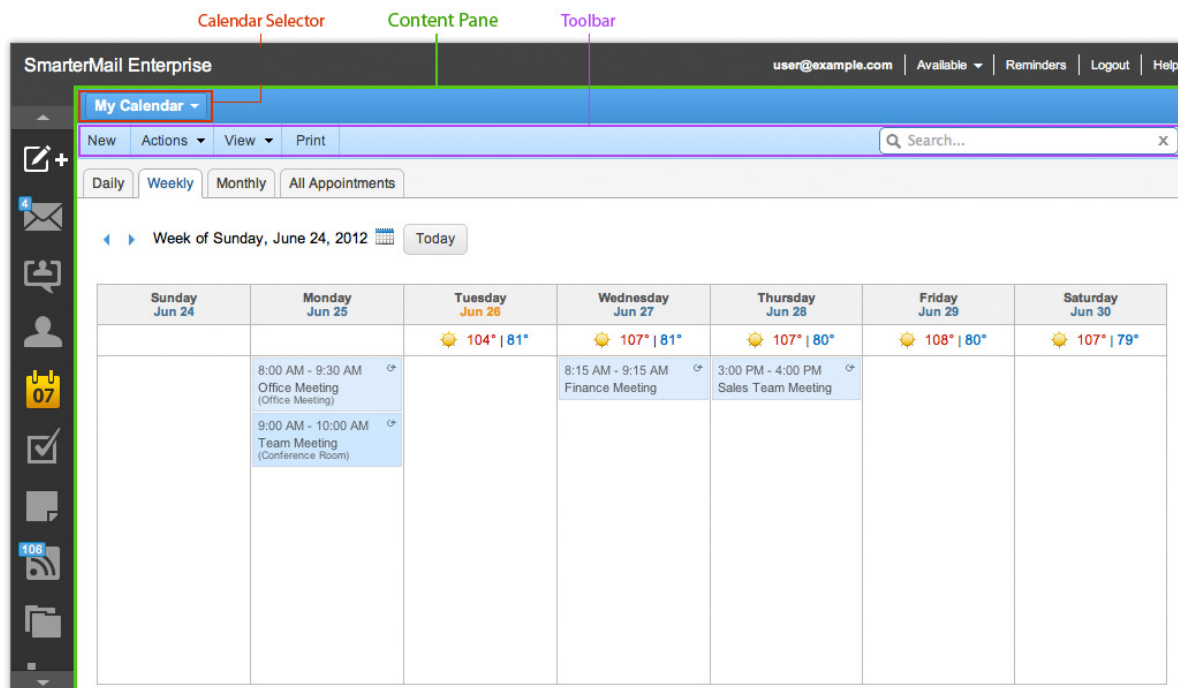 Calendar Selector
Content Pane
Toolbar
SmarterMail Enterprise
user@example.com
Available
Reminders
Logout
Help
My Calendar
New
Actions
View
Print
Search...
x
Daily
Weekly
Monthly
All Appointments
Week of Sunday, June 24, 2012
Today
Sunday
Jun 24
Monday
Jun 25
Tuesday
Jun 26
Wednesday
Jun 27
Thursday
Jun 28
Friday
Jun 29
Saturday
Jun 30
104° | 81°
107° | 81°
107° | 80°
108° | 80°
107° | 79°
8:00 AM - 9:30 AM
Office Meeting
(Office Meeting)
9:00 AM - 10:00 AM
Team Meeting
(Conference Room)
8:15 AM - 9:15 AM
Finance Meeting
3:00 PM - 4:00 PM
Sales Team Meeting
4
07
106